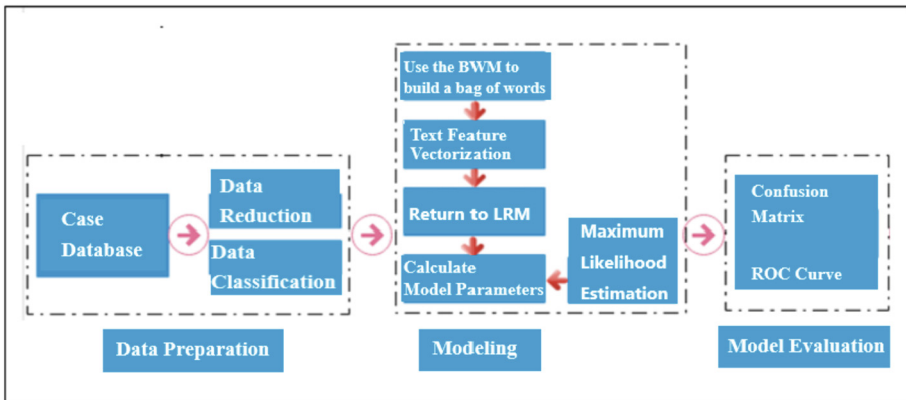 Case
Database
Data
Reduction
Data
Classification
Data Preparation
Use the BWM to
build a bag of words
Text Feature
Vectorization
Return to LRM
Calculate
Model Parameters
Maximum
Likelihood
Estimation
Modeling
Confusion
Matrix
ROC Curve
Model Evaluation